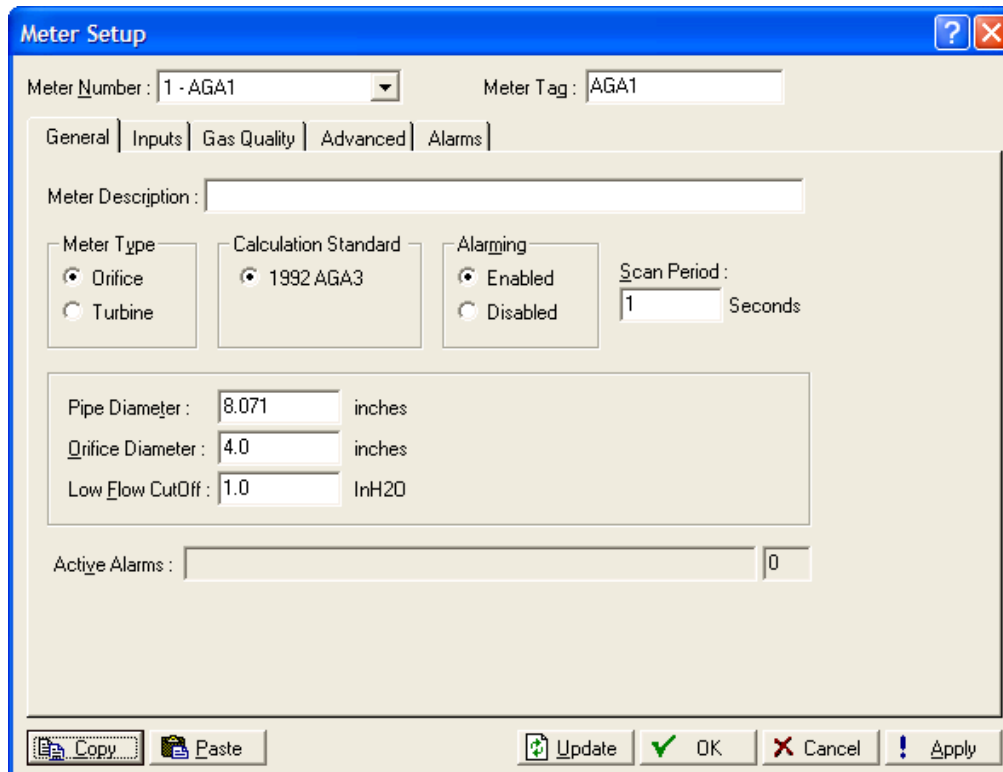 Meter Setup
?
Meter Number : 1 - AGA1 Meter Tag : AGA1
General Inputs Gas Quality Advanced Alarms
Meter Description :
Meter Type Calculation Standard Alarming
Orifice 1992 AGA3 Enabled Scan Period :
Turbine Disabled 1 Seconds
Pipe Diameter : 8.071 inches
Orifice Diameter : 4.0 inches
Low Flow CutOff : 1.0 InH2O
Active Alarms : 0
Copy Paste Update OK Cancel ! Apply